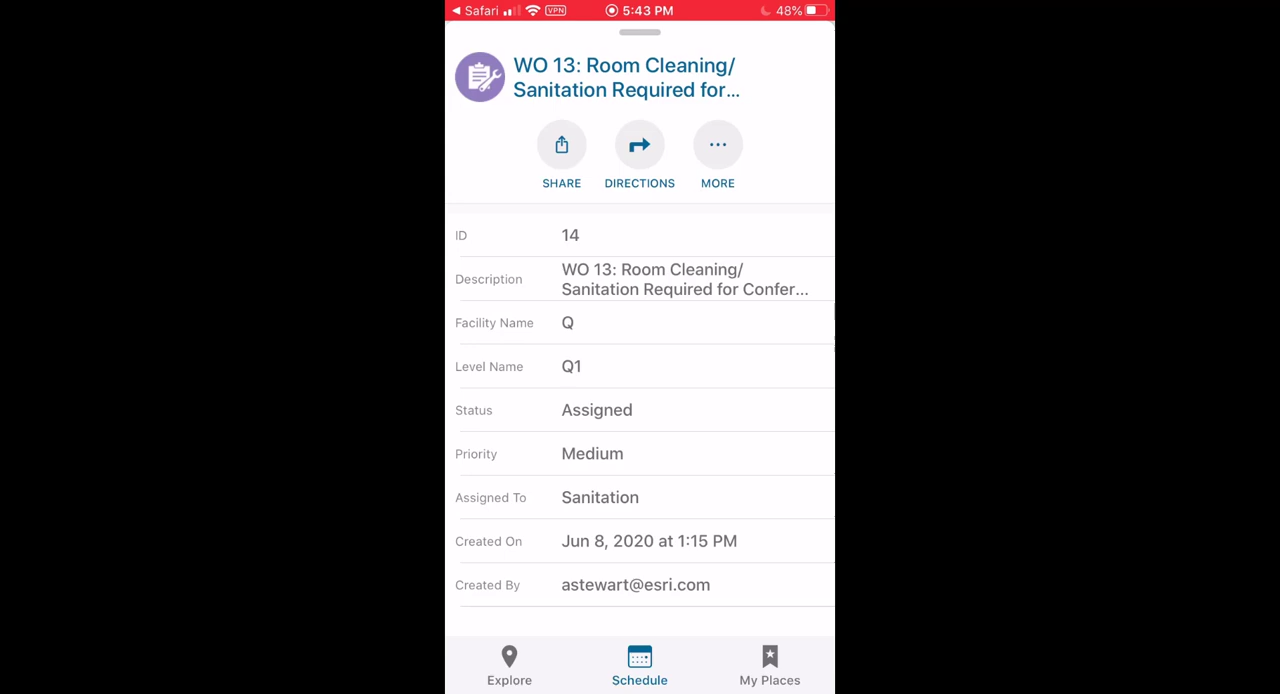 Safari VPN 5:43 PM 48%
WO 13: Room Cleaning/
Sanitation Required for...
SHARE DIRECTIONS MORE
ID 14
Description WO 13: Room Cleaning/
Sanitation Required for Confer...
Facility Name Q
Level Name Q1
Status Assigned
Priority Medium
Assigned To Sanitation
Created On Jun 8, 2020 at 1:15 PM
Created By astewart@esri.com
Explore Schedule My Places